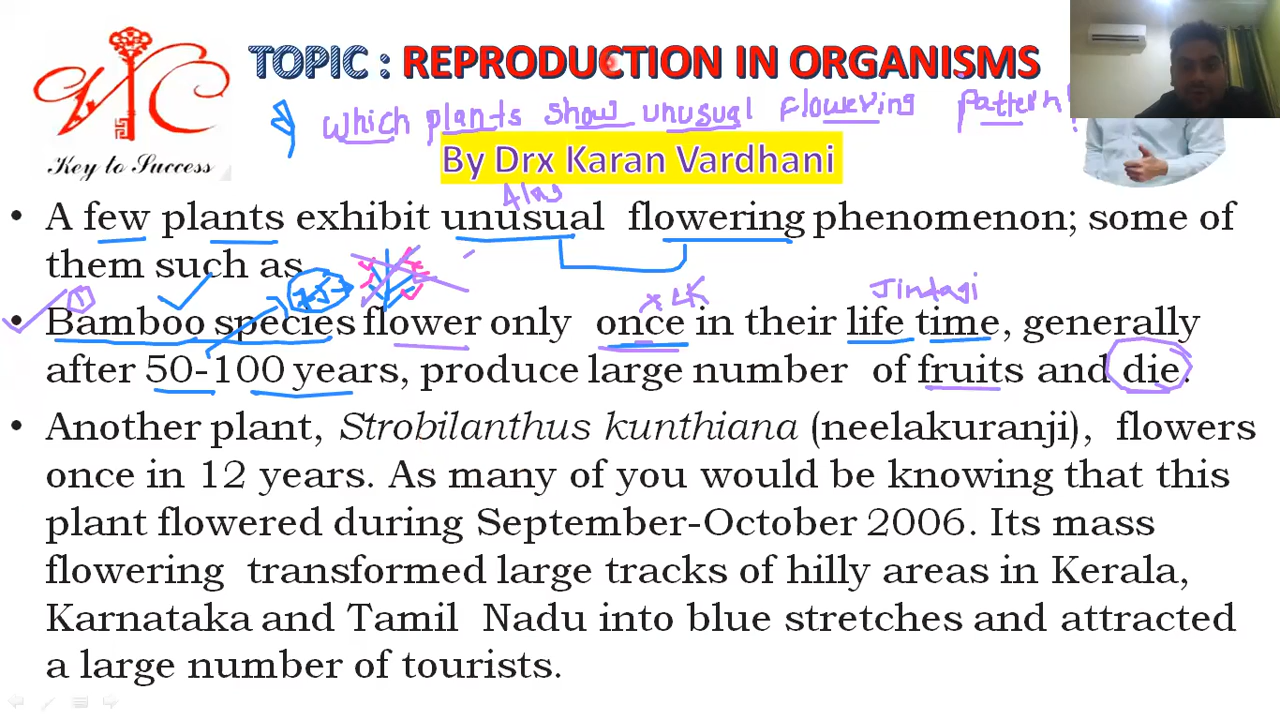 TOPIC : REPRODUCTION IN ORGANISMS
Which plants show unusual flowering pattern!
VC
Key to Success
By Drx Karan Vardhani
Alag
• A few plants exhibit unusual flowering phenomenon; some of
them such as
Jindagi
• Bamboo species flower only once in their life time, generally
after 50-100 years, produce large number of fruits and die.
• Another plant, Strobilanthus kunthiana (neelakuranji), flowers
once in 12 years. As many of you would be knowing that this
plant flowered during September-October 2006. Its mass
flowering transformed large tracks of hilly areas in Kerala,
Karnataka and Tamil Nadu into blue stretches and attracted
a large number of tourists.